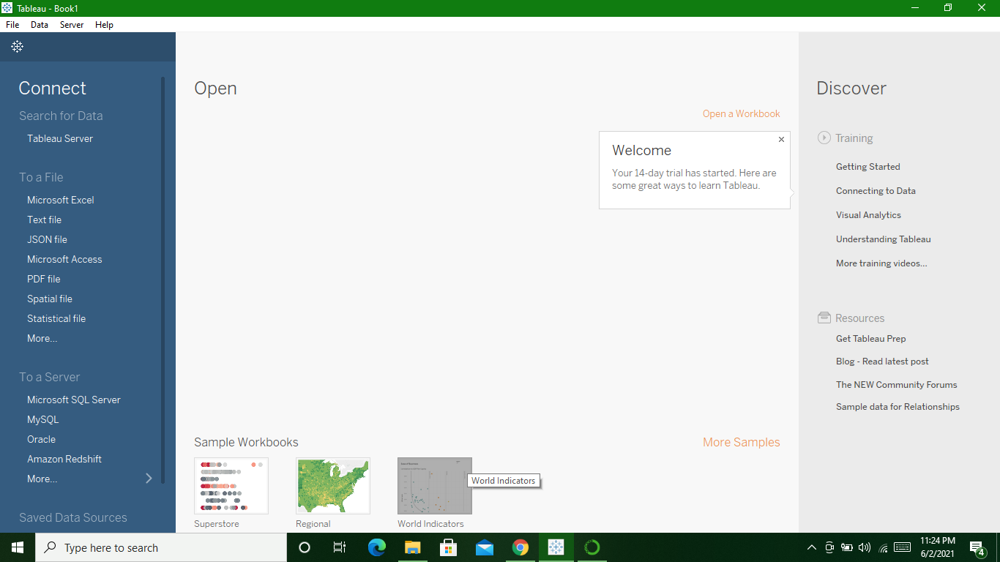 Tableau - Book1
File Data Server Help
Connect
Search for Data
Tableau Server
To a File
Microsoft Excel
Text file
JSON file
Microsoft Access
PDF file
Spatial file
Statistical file
More...
To a Server
Microsoft SQL Server
MySQL
Oracle
Amazon Redshift
More...
Saved Data Sources
Open
Open a Workbook
Welcome
Your 14-day trial has started. Here are
some great ways to learn Tableau.
Sample Workbooks
More Samples
World Indicators
Superstore
Regional
World Indicators
Discover
Training
Getting Started
Connecting to Data
Visual Analytics
Understanding Tableau
More training videos...
Resources
Get Tableau Prep
Blog - Read latest post
The NEW Community Forums
Sample data for Relationships
Type here to search
11:24 PM
6/2/2021
4